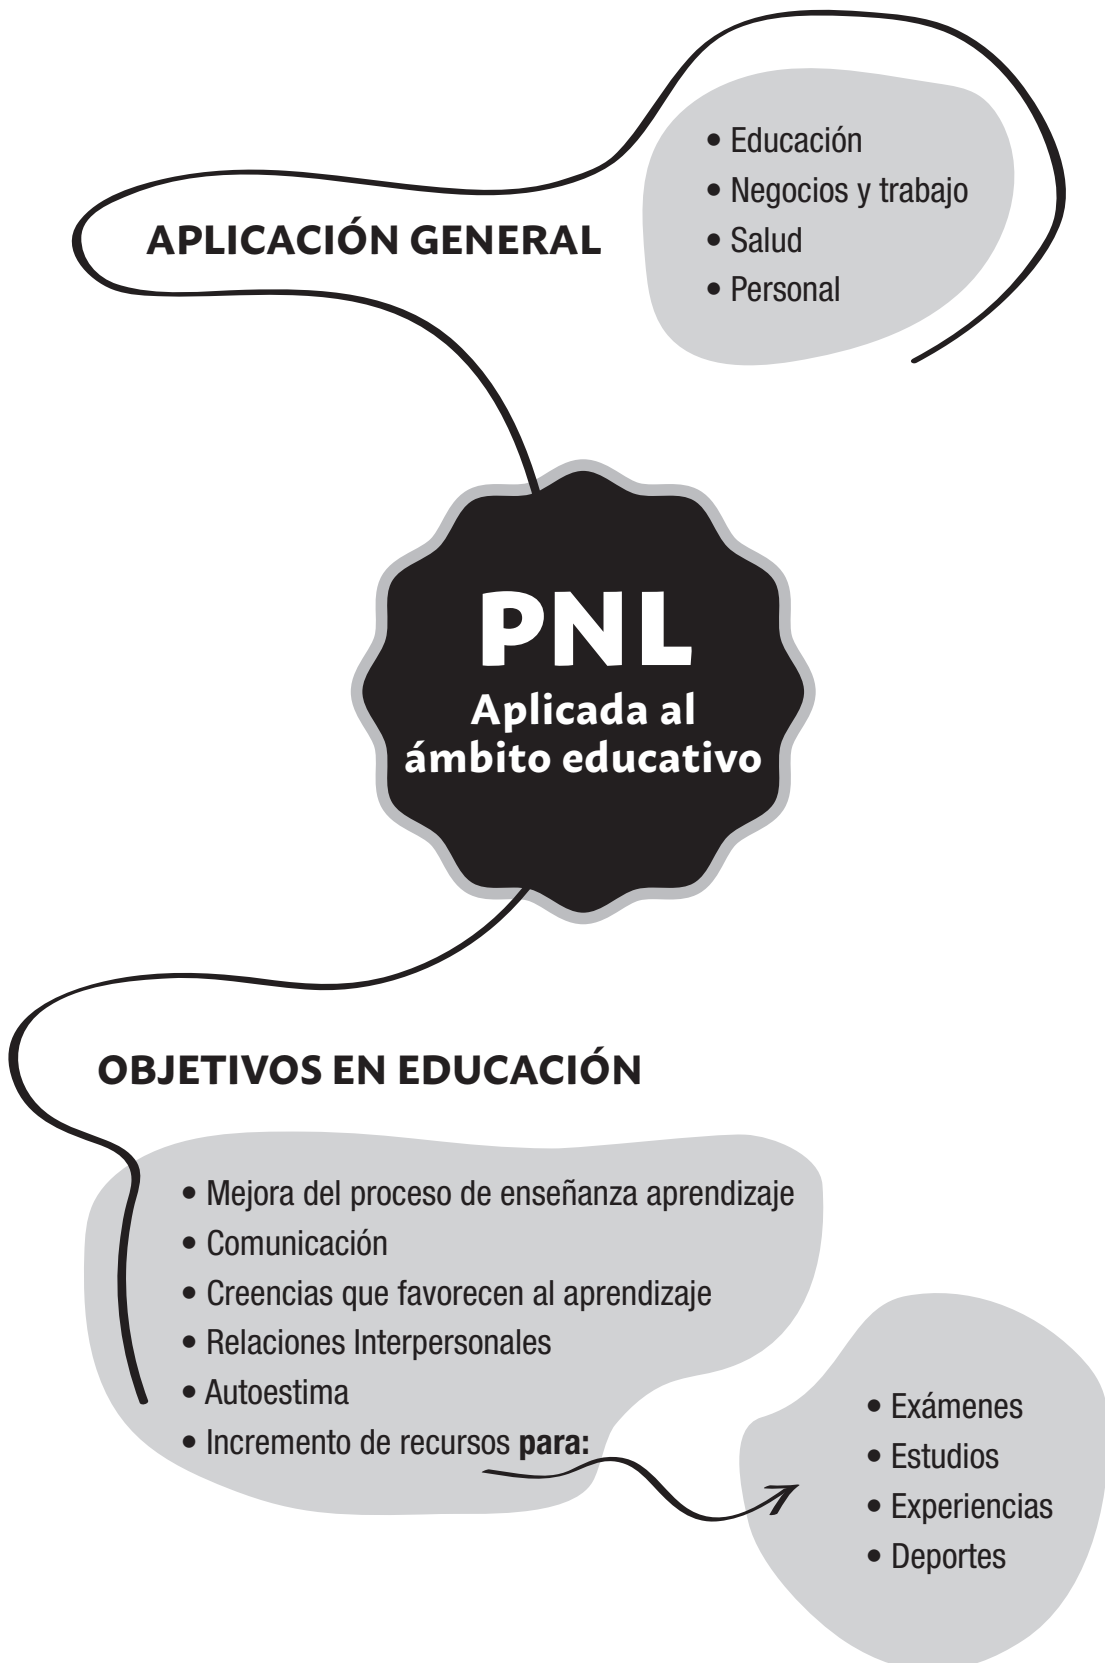 • Educación
• Negocios y trabajo
• Salud
• Personal
APLICACIÓN GENERAL
PNL
Aplicada al
ámbito educativo
OBJETIVOS EN EDUCACIÓN
• Mejora del proceso de enseñanza aprendizaje
• Comunicación
• Creencias que favorecen al aprendizaje
• Relaciones Interpersonales
• Autoestima
• Incremento de recursos para:
• Exámenes
• Estudios
• Experiencias
• Deportes